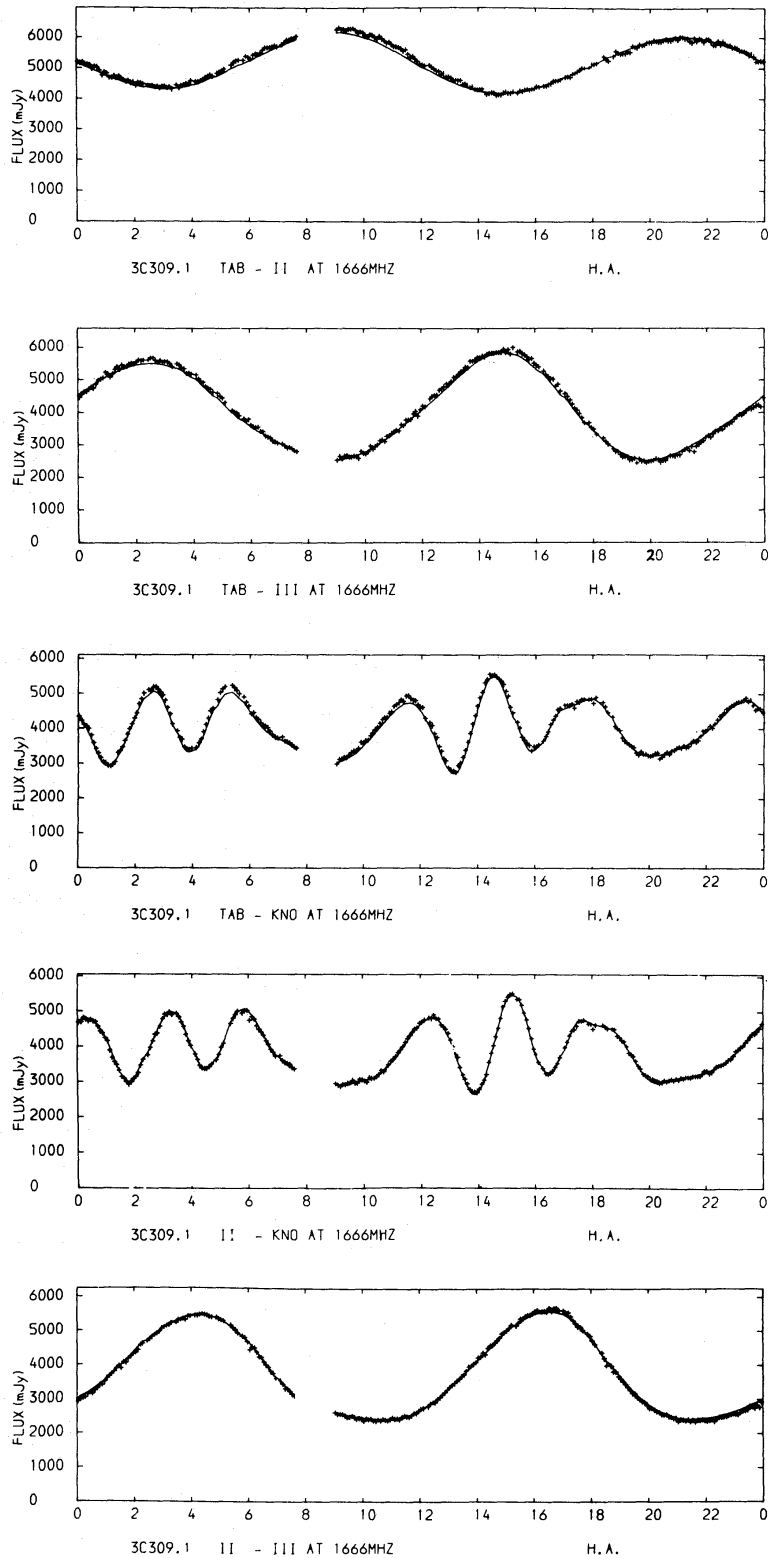 6000
5000
4000
3000
2000
1000
0
FLUX (mJy)
0 2 4 6 8 10 12 14 16 18 20 22 0
3C309.1 TAB - II AT 1666MHZ H.A.
6000
5000
4000
3000
2000
1000
0
FLUX (mJy)
0 2 4 6 8 10 12 14 16 18 20 22 0
3C309.1 TAB - III AT 1666MHZ H.A.
6000
5000
4000
3000
2000
1000
0
FLUX (mJy)
0 2 4 6 8 10 12 14 16 18 20 22 0
3C309.1 TAB - KNO AT 1666MHZ H.A.
6000
5000
4000
3000
2000
1000
0
FLUX (mJy)
0 2 4 6 8 10 12 14 16 18 20 22 0
3C309.1 II - KNO AT 1666MHZ H.A.
6000
5000
4000
3000
2000
1000
0
FLUX (mJy)
0 2 4 6 8 10 12 14 16 18 20 22 0
3C309.1 II - III AT 1666MHZ H.A.